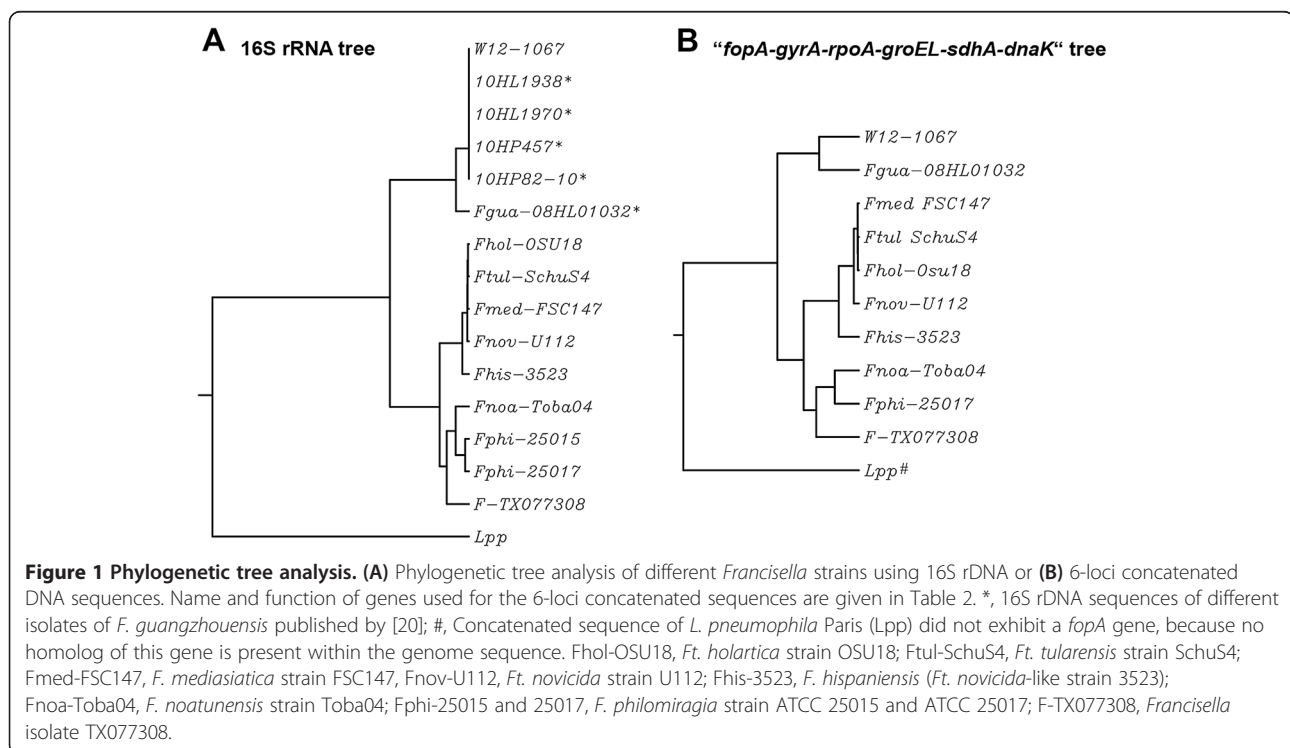 A 16S rRNA tree
W12-1067
10HL1938*
10HL1970*
10HP457*
10HP82-10*
Fgua-08HL01032*
Fhol-OSU18
Ftul-SchuS4
Fmed-FSC147
Fnov-U112
Fhis-3523
Fnoa-Toba04
Fphi-25015
Fphi-25017
F-TX077308
Lpp
B "fopA-gyrA-rpoA-groEL-sdhA-dnaK" tree
W12-1067
Fgua-08HL01032
Fmed FSC147
Ftul SchuS4
Fhol-Osu18
Fnov-U112
Fhis-3523
Fnoa-Toba04
Fphi-25017
F-TX077308
Lpp#
Figure 1 Phylogenetic tree analysis. (A) Phylogenetic tree analysis of different Francisella strains using 16S rDNA or (B) 6-loci concatenated
DNA sequences. Name and function of genes used for the 6-loci concatenated sequences are given in Table 2. *, 16S rDNA sequences of different
isolates of F. guangzhouensis published by [20]; #, Concatenated sequence of L. pneumophila Paris (Lpp) did not exhibit a fopA gene, because no
homolog of this gene is present within the genome sequence. Fhol-OSU18, Ft. holartica strain OSU18; Ftul-SchuS4, Ft. tularensis strain SchuS4;
Fmed-FSC147, F. mediasiatica strain FSC147, Fnov-U112, Ft. novicida strain U112; Fhis-3523, F. hispaniensis (Ft. novicida-like strain 3523);
Fnoa-Toba04, F. noatunensis strain Toba04; Fphi-25015 and 25017, F. philomiragia strain ATCC 25015 and ATCC 25017; F-TX077308, Francisella
isolate TX077308.